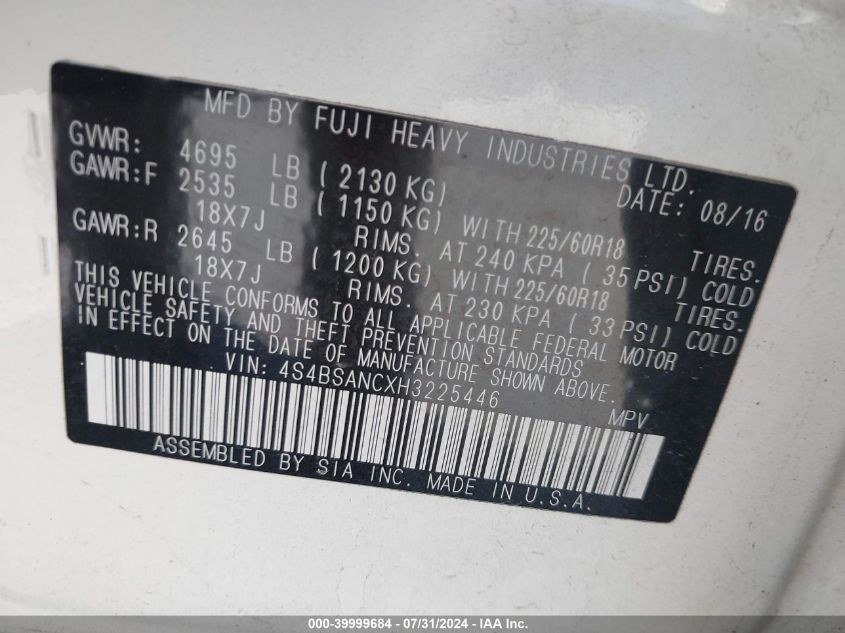 MFD BY FUJI HEAVY INDUSTRIES LTD.
GVWR: 4695 LB ( 2130 KG) DATE: 08/16
GAWR:F 2535 LB ( 1150 KG) WITH 225/60R18 TIRES.
18X7J RIMS. AT 240 KPA ( 35 PSI) COLD
GAWR:R 2645 LB ( 1200 KG) WITH 225/60R18 TIRES.
18X7J RIMS. AT 230 KPA ( 33 PSI) COLD
THIS VEHICLE CONFORMS TO ALL APPLICABLE FEDERAL MOTOR
VEHICLE SAFETY AND THEFT PREVENTION STANDARDS
IN EFFECT ON THE DATE OF MANUFACTURE SHOWN ABOVE.
VIN: 4S4BSANCXH3225446 MPV
ASSEMBLED BY SIA INC. MADE IN U.S.A.
000-39999684 - 07/31/2024 - IAA Inc.